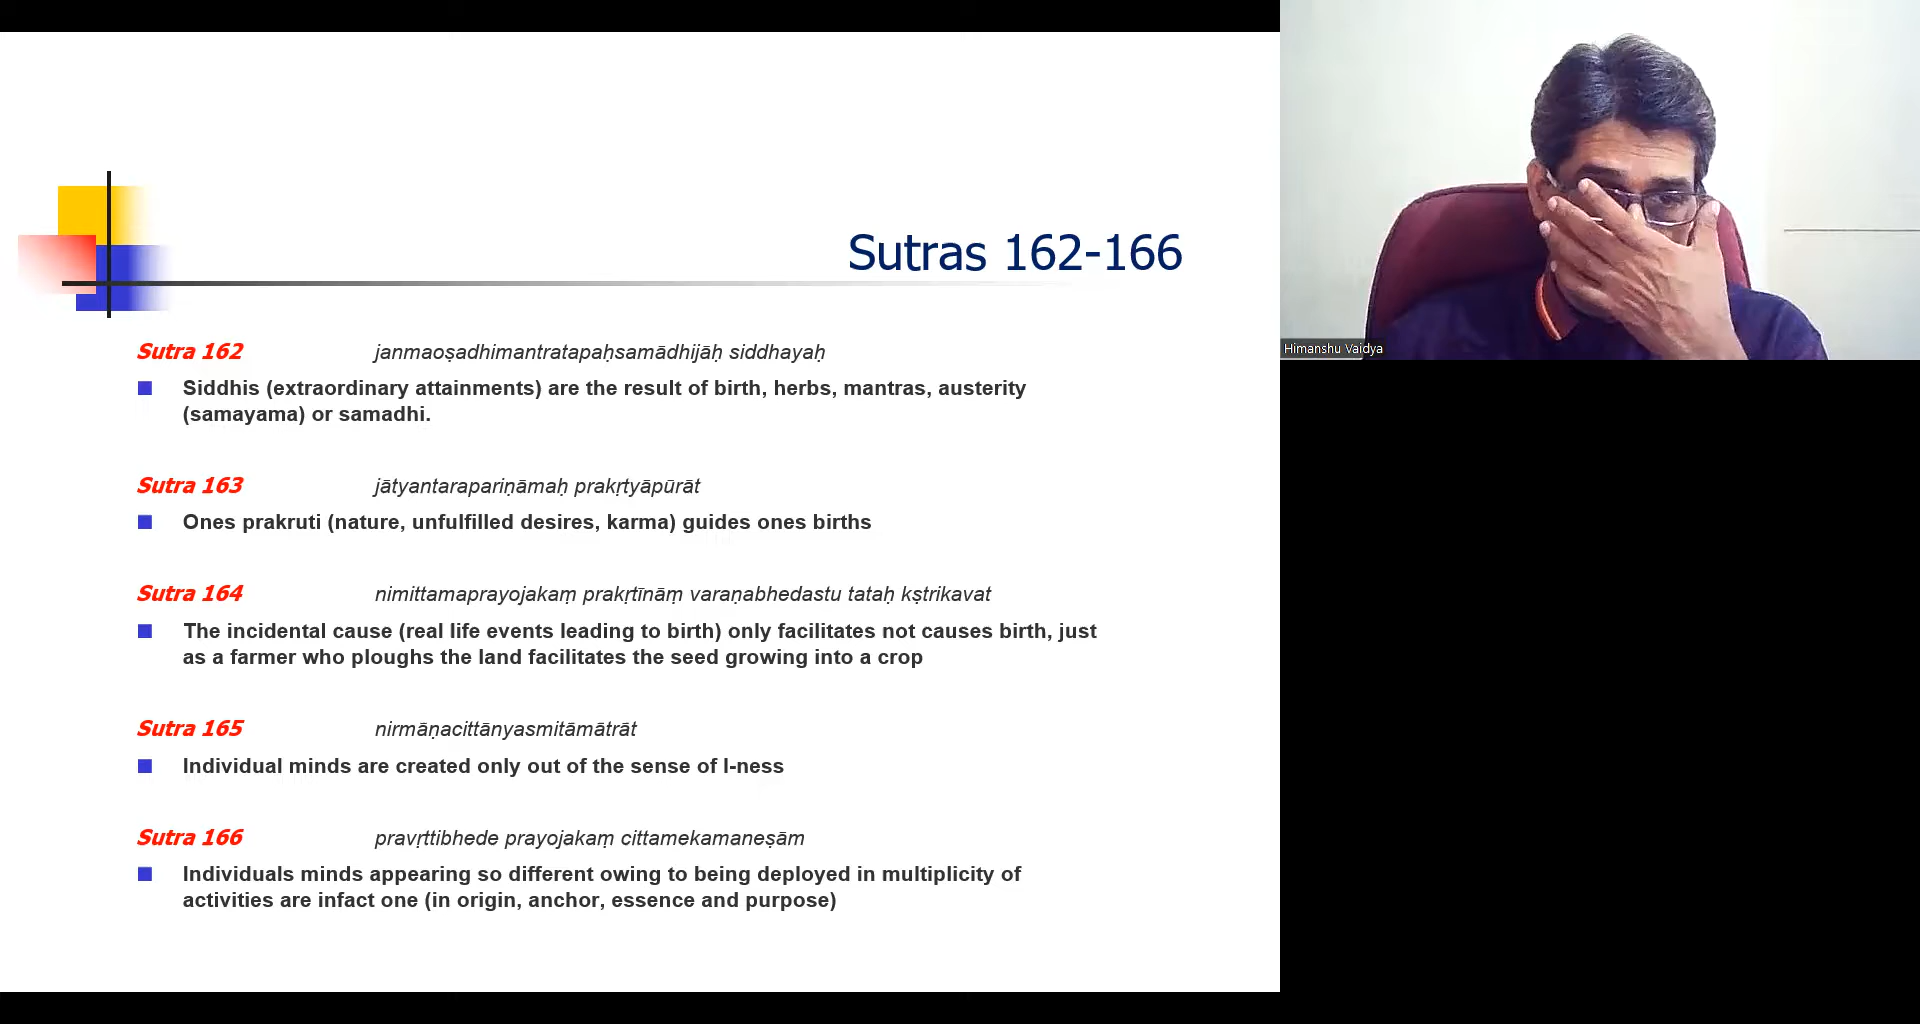 Sutras 162-166
Sutra 162 janmaoṣadhimantratapaḥsamādhijāḥ siddhayaḥ
Siddhis (extraordinary attainments) are the result of birth, herbs, mantras, austerity
(samayama) or samadhi.
Sutra 163 jātyantarapariṇāmaḥ prakṛtyāpūrāt
Ones prakruti (nature, unfulfilled desires, karma) guides ones births
Sutra 164 nimittamaprayojakaṃ prakṛtīnāṃ varaṇabhedastu tataḥ kṣtrikavat
The incidental cause (real life events leading to birth) only facilitates not causes birth, just
as a farmer who ploughs the land facilitates the seed growing into a crop
Sutra 165 nirmāṇacittānyasmitāmātrāt
Individual minds are created only out of the sense of I-ness
Sutra 166 pravṛttibhede prayojakaṃ cittamekamaneṣām
Individuals minds appearing so different owing to being deployed in multiplicity of
activities are infact one (in origin, anchor, essence and purpose)
Himanshu Vaidya